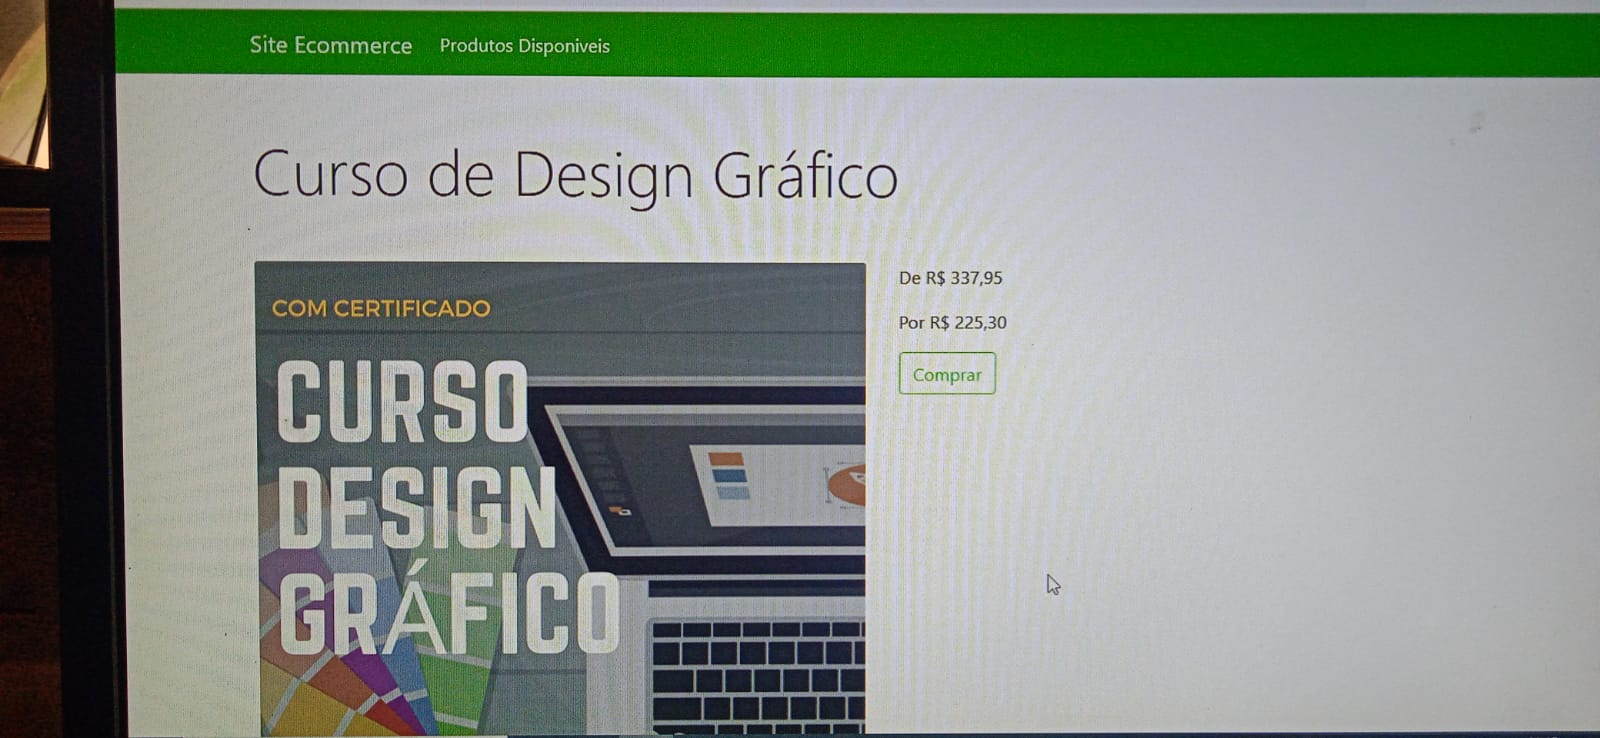 Site Ecommerce
Produtos Disponiveis
Curso de Design Gráfico
COM CERTIFICADO
CURSO
DESIGN
GRÁFICO
De R$ 337,95
Por R$ 225,30
Comprar